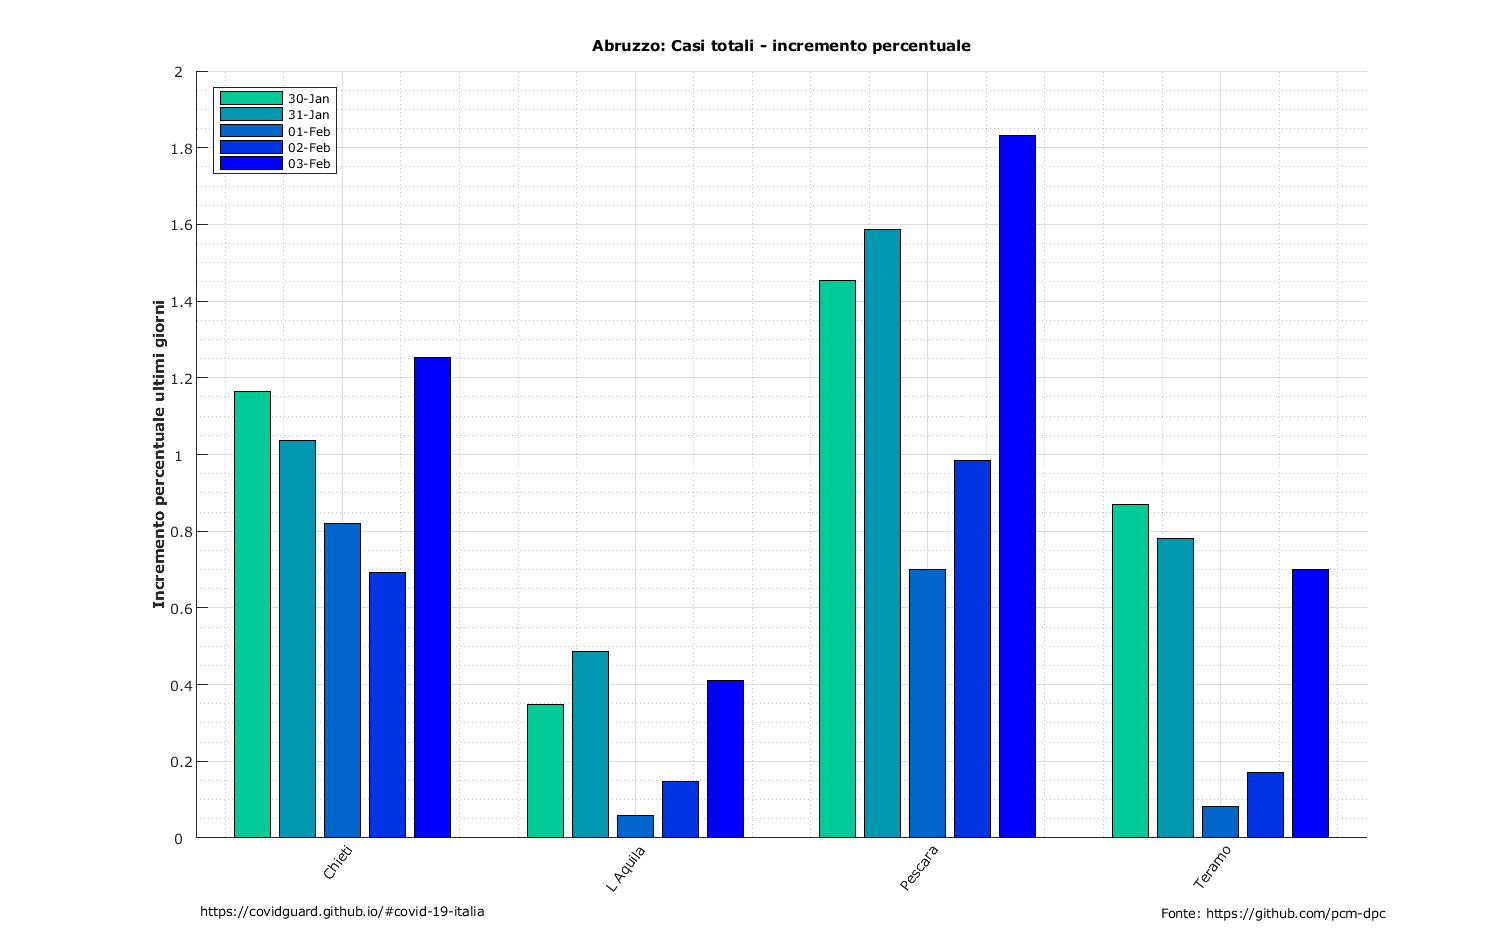 Abruzzo: Casi totali - incremento percentuale
Incremento percentuale ultimi giorni
2
1.8
1.6
1.4
1.2
1
0.8
0.6
0.4
0.2
0
30-Jan
31-Jan
01-Feb
02-Feb
03-Feb
Chieti
L Aquila
Pescara
Teramo
https://covidguard.github.io/#covid-19-italia
Fonte: https://github.com/pcm-dpc